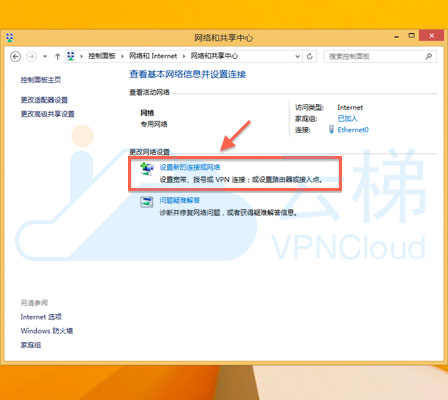 网络和共享中心
控制面板 网络和 Internet 网络和共享中心
搜索控制面板
控制面板主页
更改适配器设置
更改高级共享设置
查看基本网络信息并设置连接
查看活动网络
网络
专用网络
访问类型: Internet
家庭组: 已加入
连接: Ethernet0
更改网络设置
设置新的连接或网络
设置宽带、拨号或 VPN 连接；或设置路由器或接入点。
问题疑难解答
诊断并修复网络问题，或者获得疑难解答信息。
云梯
VPNCloud
另请参阅
Internet 选项
Windows 防火墙
家庭组